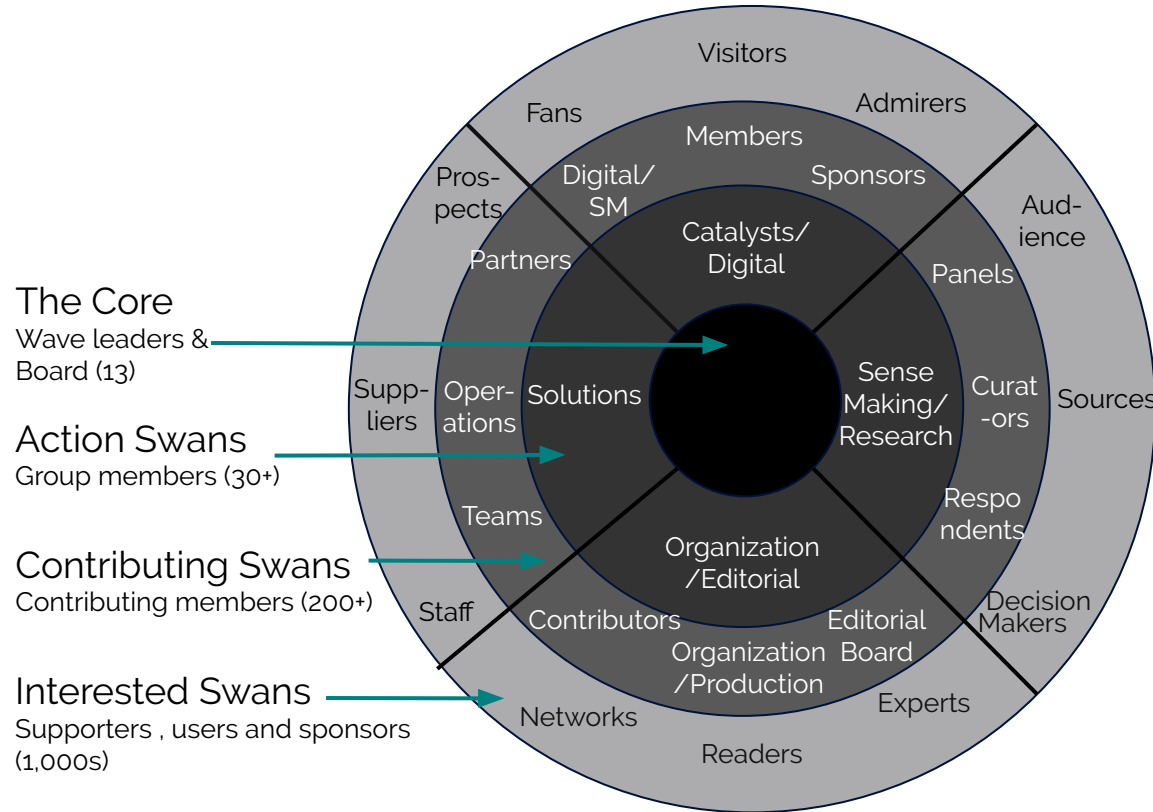 The Core
Wave leaders &
Board (13)
Action Swans
Group members (30+)
Contributing Swans
Contributing members (200+)
Interested Swans
Supporters , users and sponsors
(1,000s)
Visitors
Fans
Admirers
Pros-
pects
Supp-
liers
Staff
Networks
Readers
Experts
Decision
Makers
Sources
Aud-
ience
Members
Digital/
SM
Sponsors
Partners
Oper-
ations
Teams
Contributors
Organization
/Production
Editorial
Board
Respo
ndents
Curat
-ors
Panels
Catalysts/
Digital
Solutions
Sense
Making/
Research
Organization
/Editorial